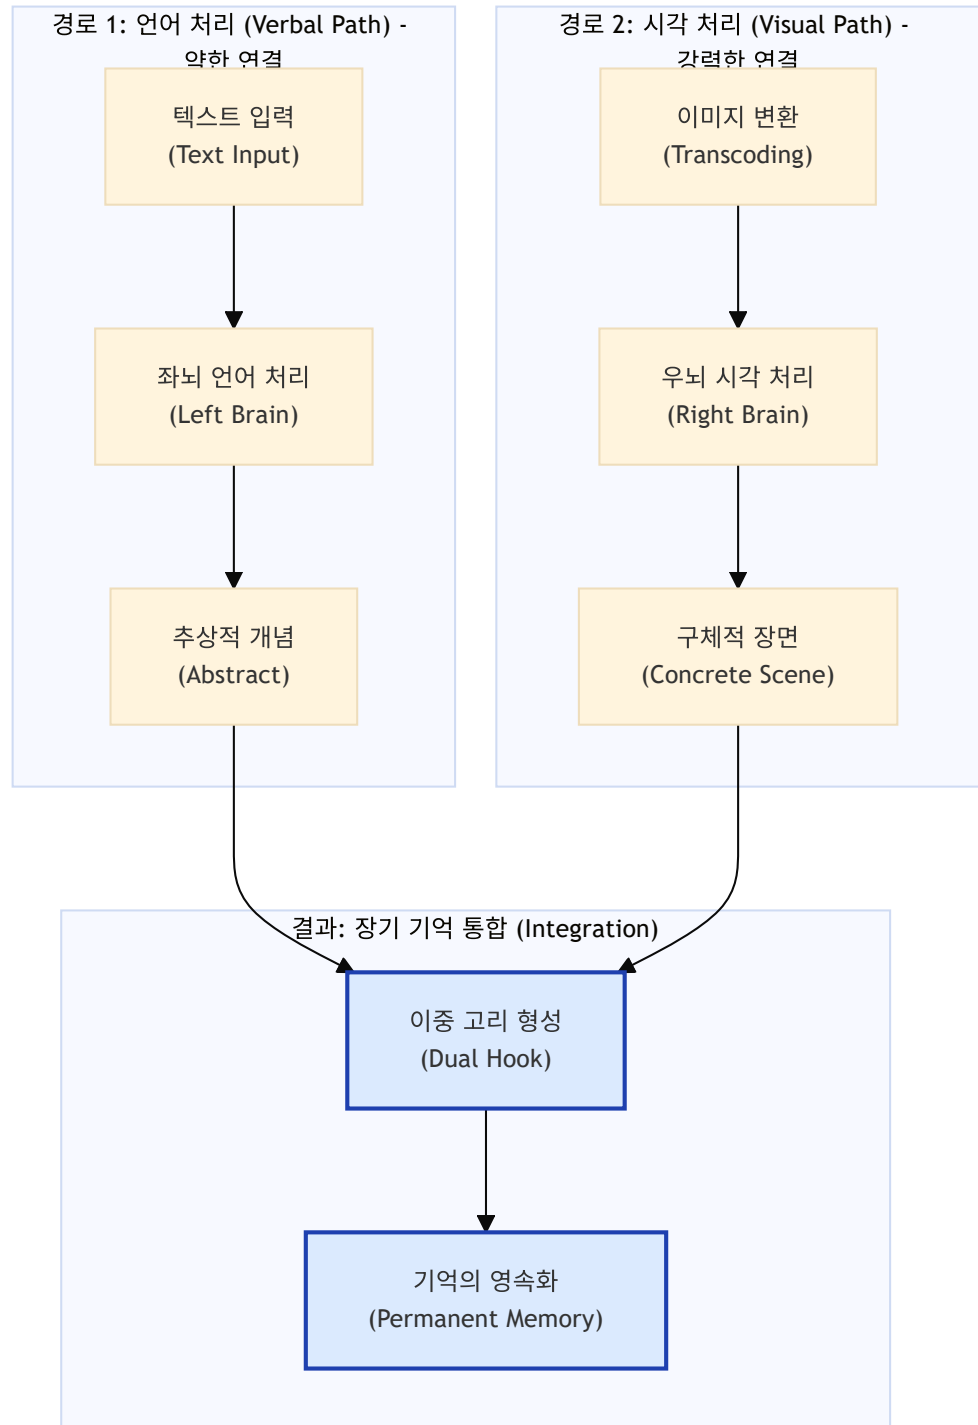 경로 1: 언어 처리 (Verbal Path) -
약한 연결
텍스트 입력
(Text Input)
좌뇌 언어 처리
(Left Brain)
추상적 개념
(Abstract)
경로 2: 시각 처리 (Visual Path) -
강력한 연결
이미지 변환
(Transcoding)
우뇌 시각 처리
(Right Brain)
구체적 장면
(Concrete Scene)
결과: 장기 기억 통합 (Integration)
이중 고리 형성
(Dual Hook)
기억의 영속화
(Permanent Memory)